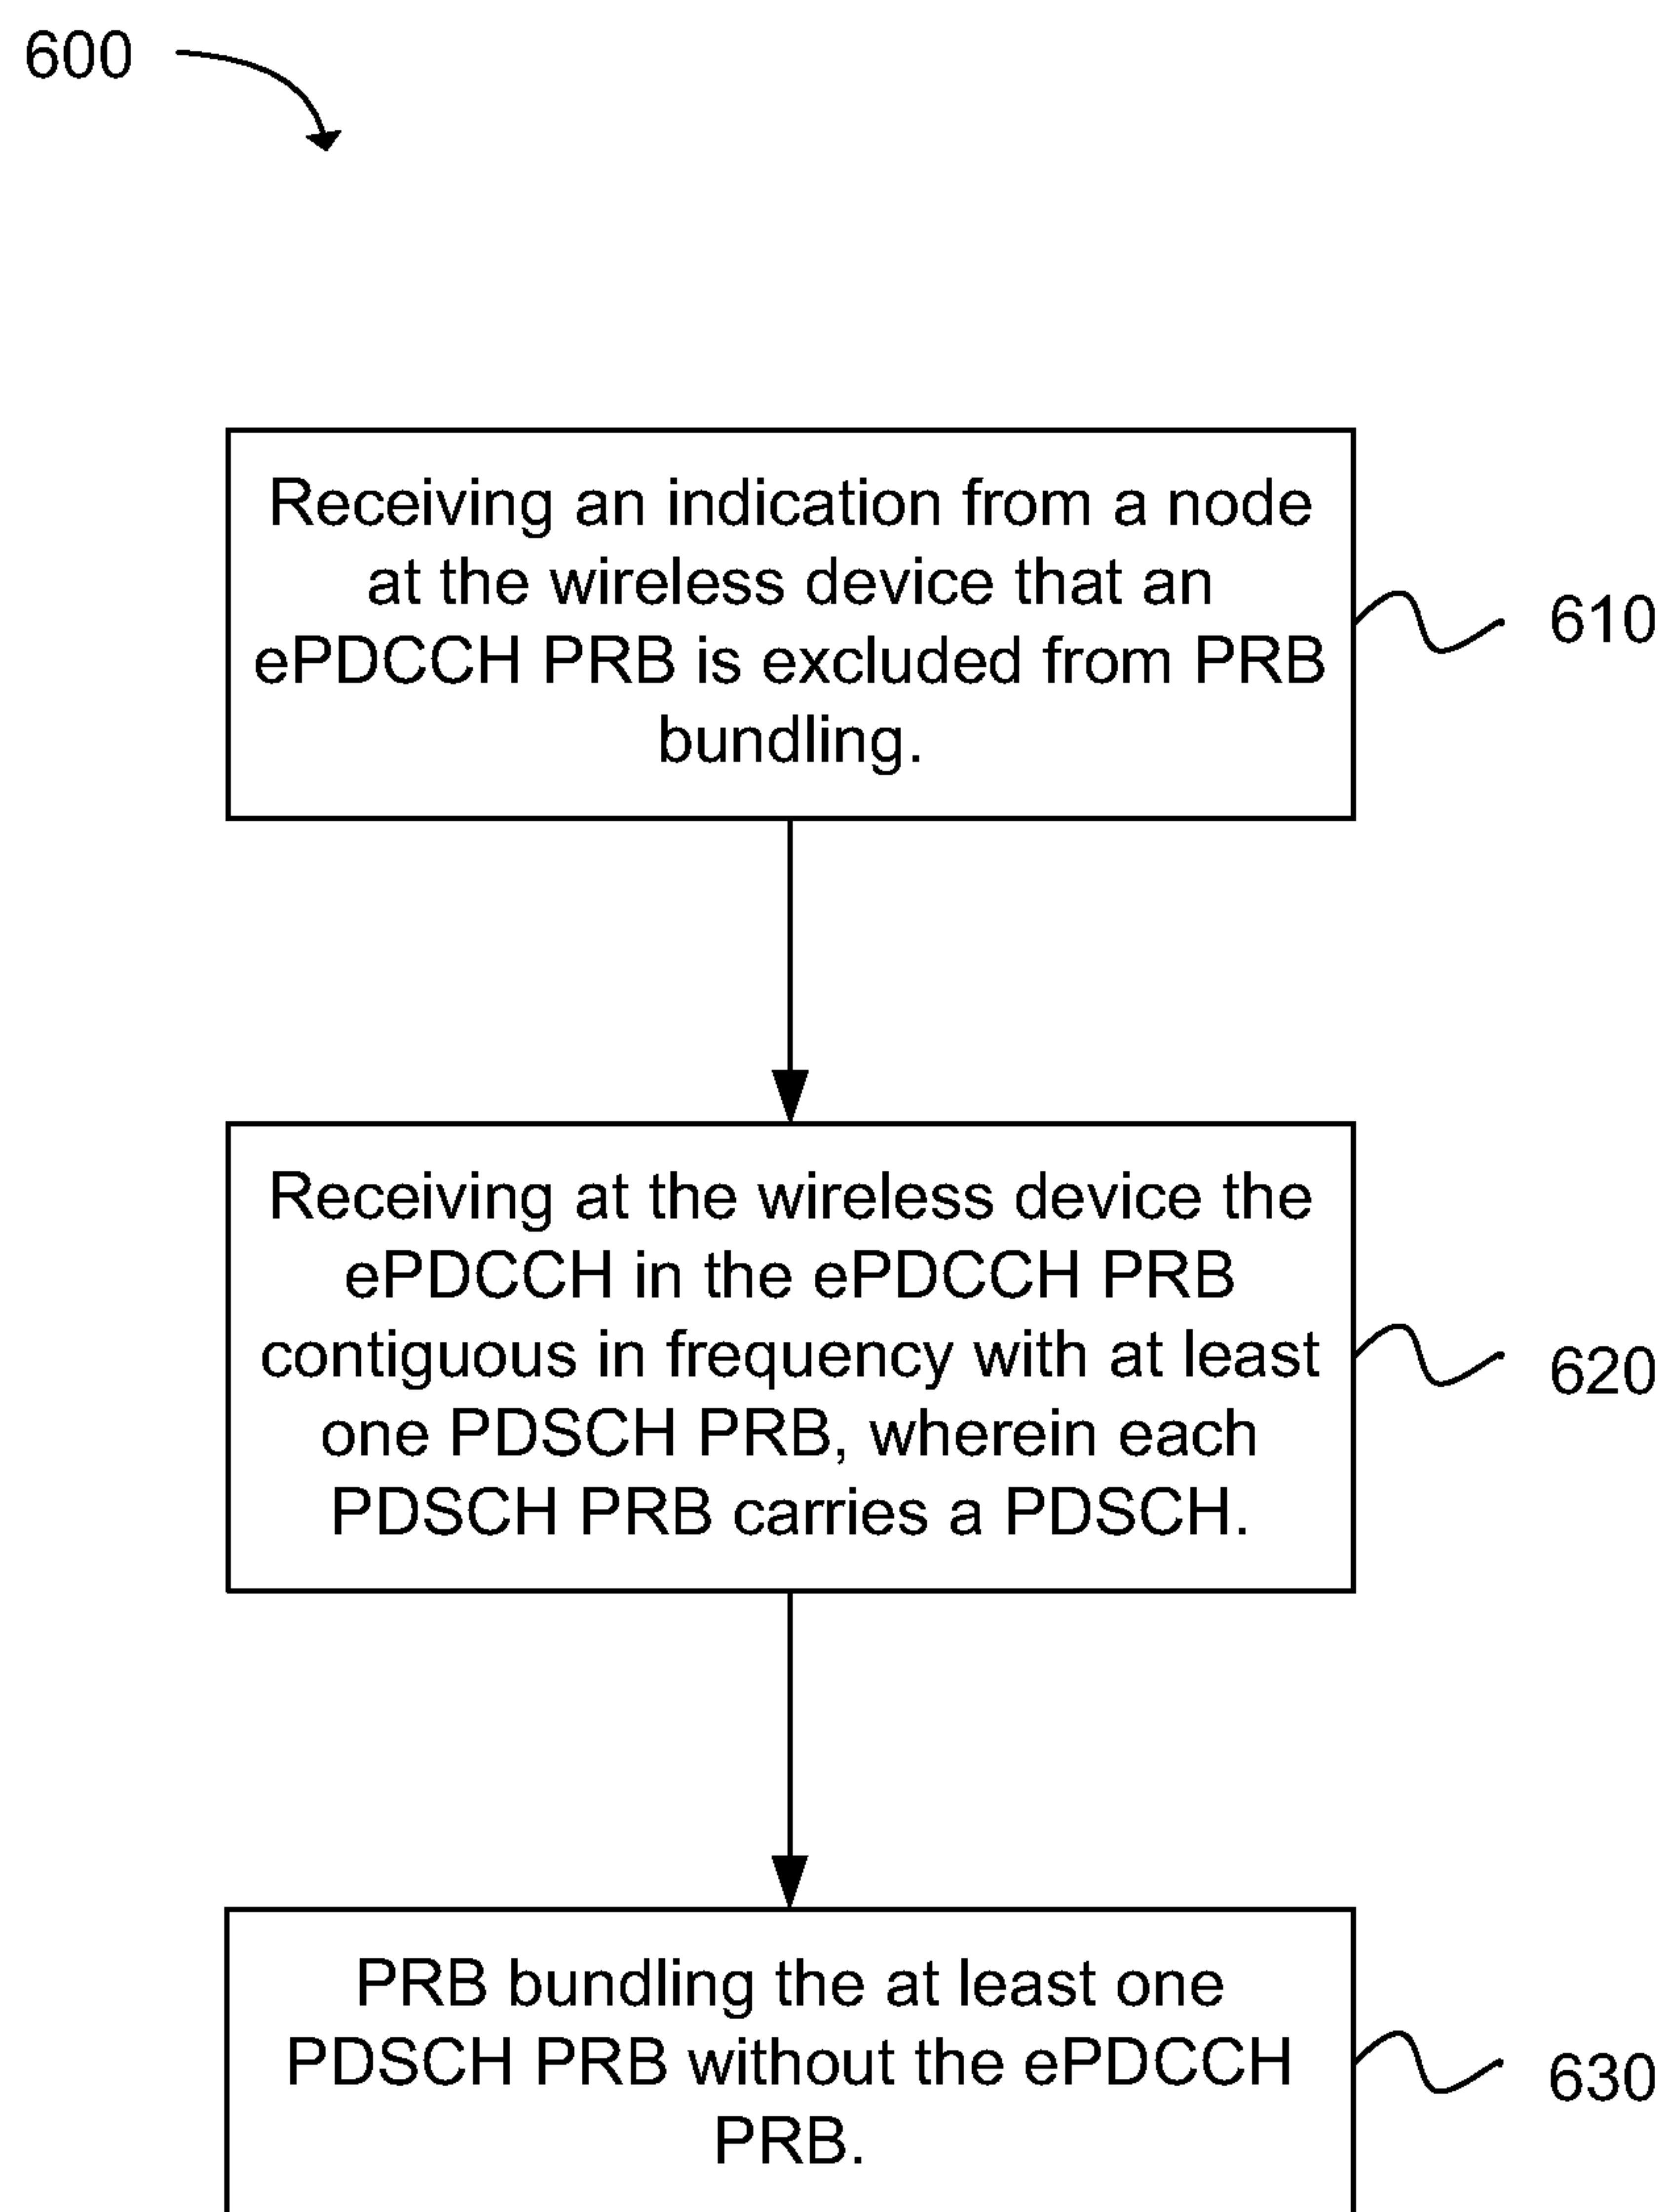 600
Receiving an indication from a node
at the wireless device that an
ePDCCH PRB is excluded from PRB
bundling.
610
Receiving at the wireless device the
ePDCCH in the ePDCCH PRB
contiguous in frequency with at least
one PDSCH PRB, wherein each
PDSCH PRB carries a PDSCH.
620
PRB bundling the at least one
PDSCH PRB without the ePDCCH
PRB.
630